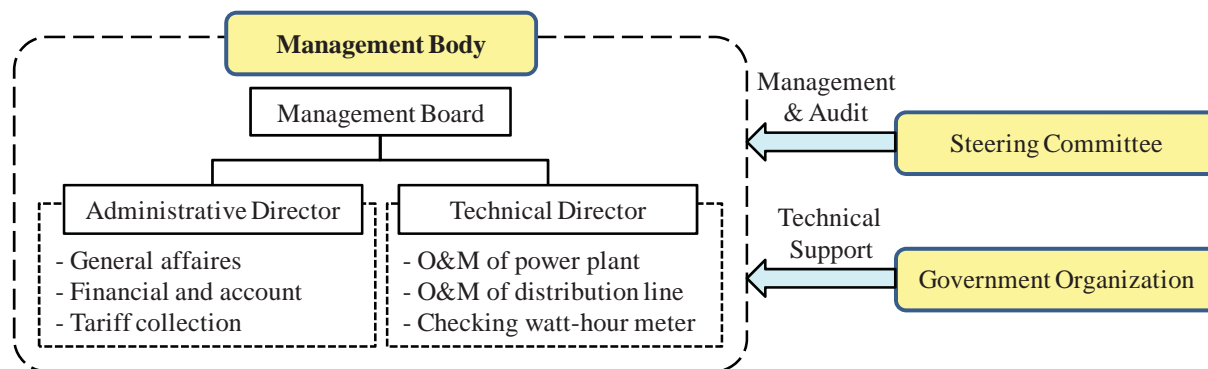 Management Body
Management Board
Administrative Director
- General affaires
- Financial and account
- Tariff collection
Technical Director
- O&M of power plant
- O&M of distribution line
- Checking watt-hour meter
Management
& Audit
Steering Committee
Technical
Support
Government Organization